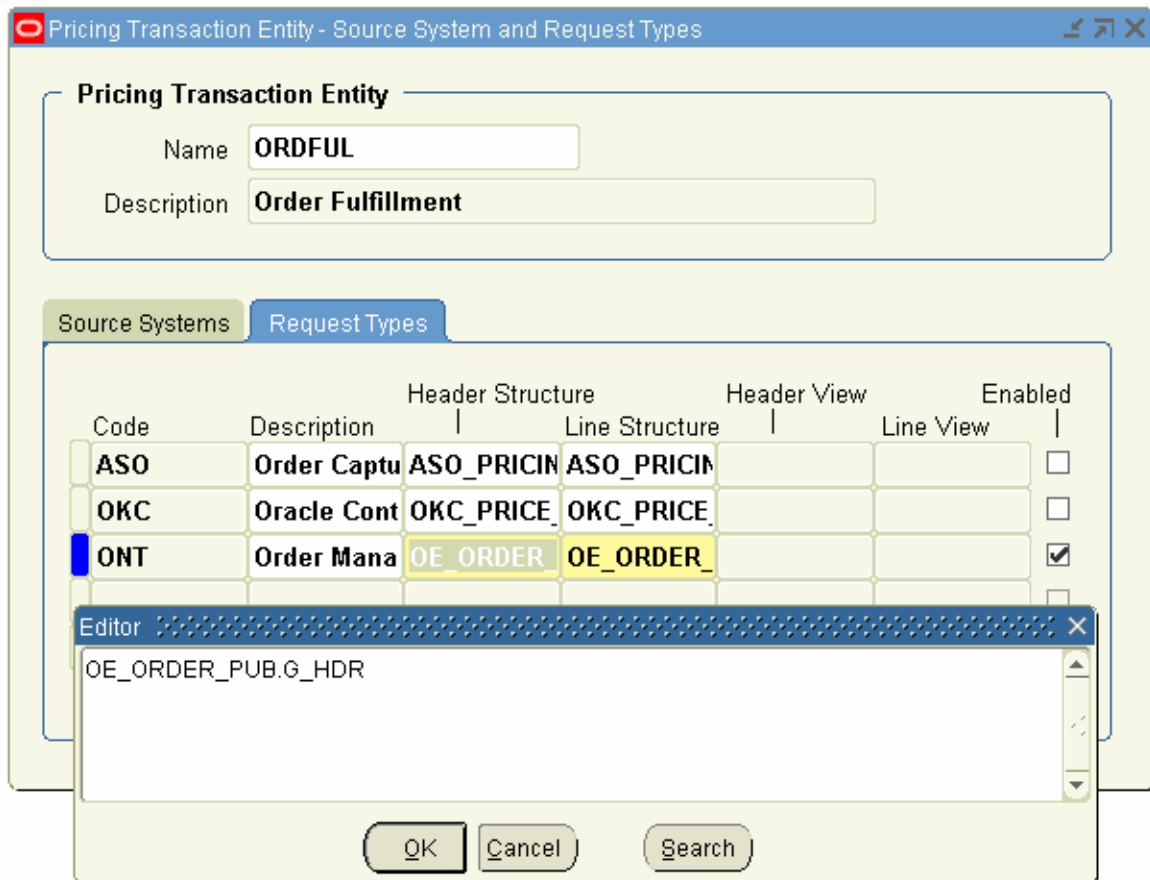 Pricing Transaction Entity - Source System and Request Types
Pricing Transaction Entity
Name ORDFUL
Description Order Fulfillment
Source Systems Request Types
Header Structure Header View Enabled
Code Description Line Structure Line View
ASO Order Captu ASO_PRICIN ASO_PRICIN
OKC Oracle Cont OKC_PRICE_ OKC_PRICE_
ONT Order Mana OE_ORDER_ OE_ORDER_
Editor
OE_ORDER_PUB.G_HDR
OK Cancel Search